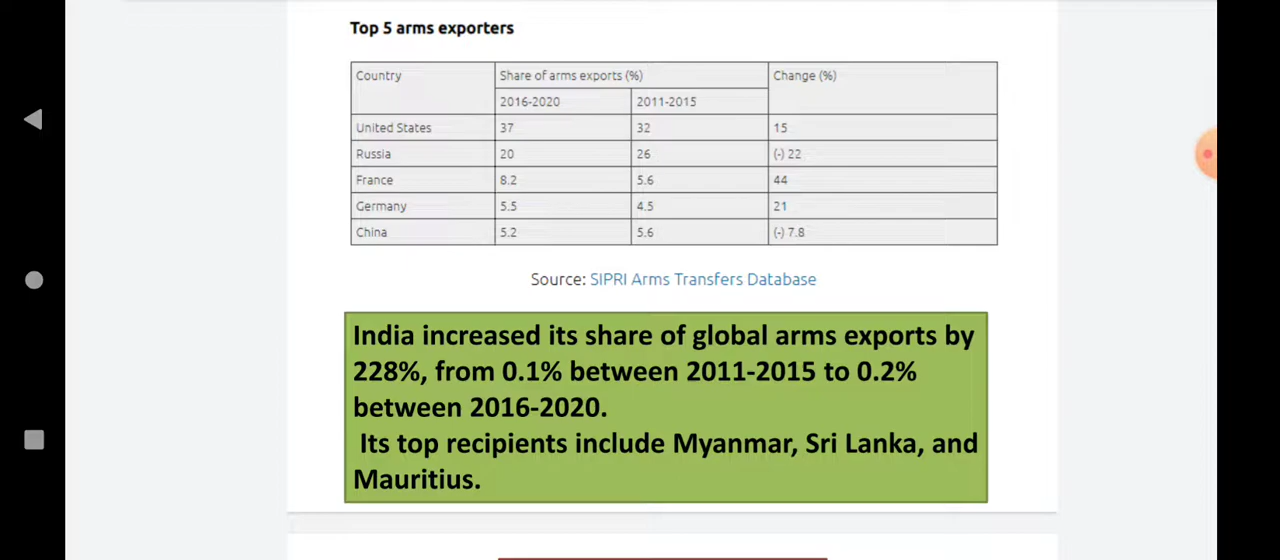 Top 5 arms exporters
Country Share of arms exports (%) Change (%)
2016-2020 2011-2015
United States 37 32 15
Russia 20 26 (-) 22
France 8.2 5.6 44
Germany 5.5 4.5 21
China 5.2 5.6 (-) 7.8
Source: SIPRI Arms Transfers Database
India increased its share of global arms exports by
228%, from 0.1% between 2011-2015 to 0.2%
between 2016-2020.
Its top recipients include Myanmar, Sri Lanka, and
Mauritius.